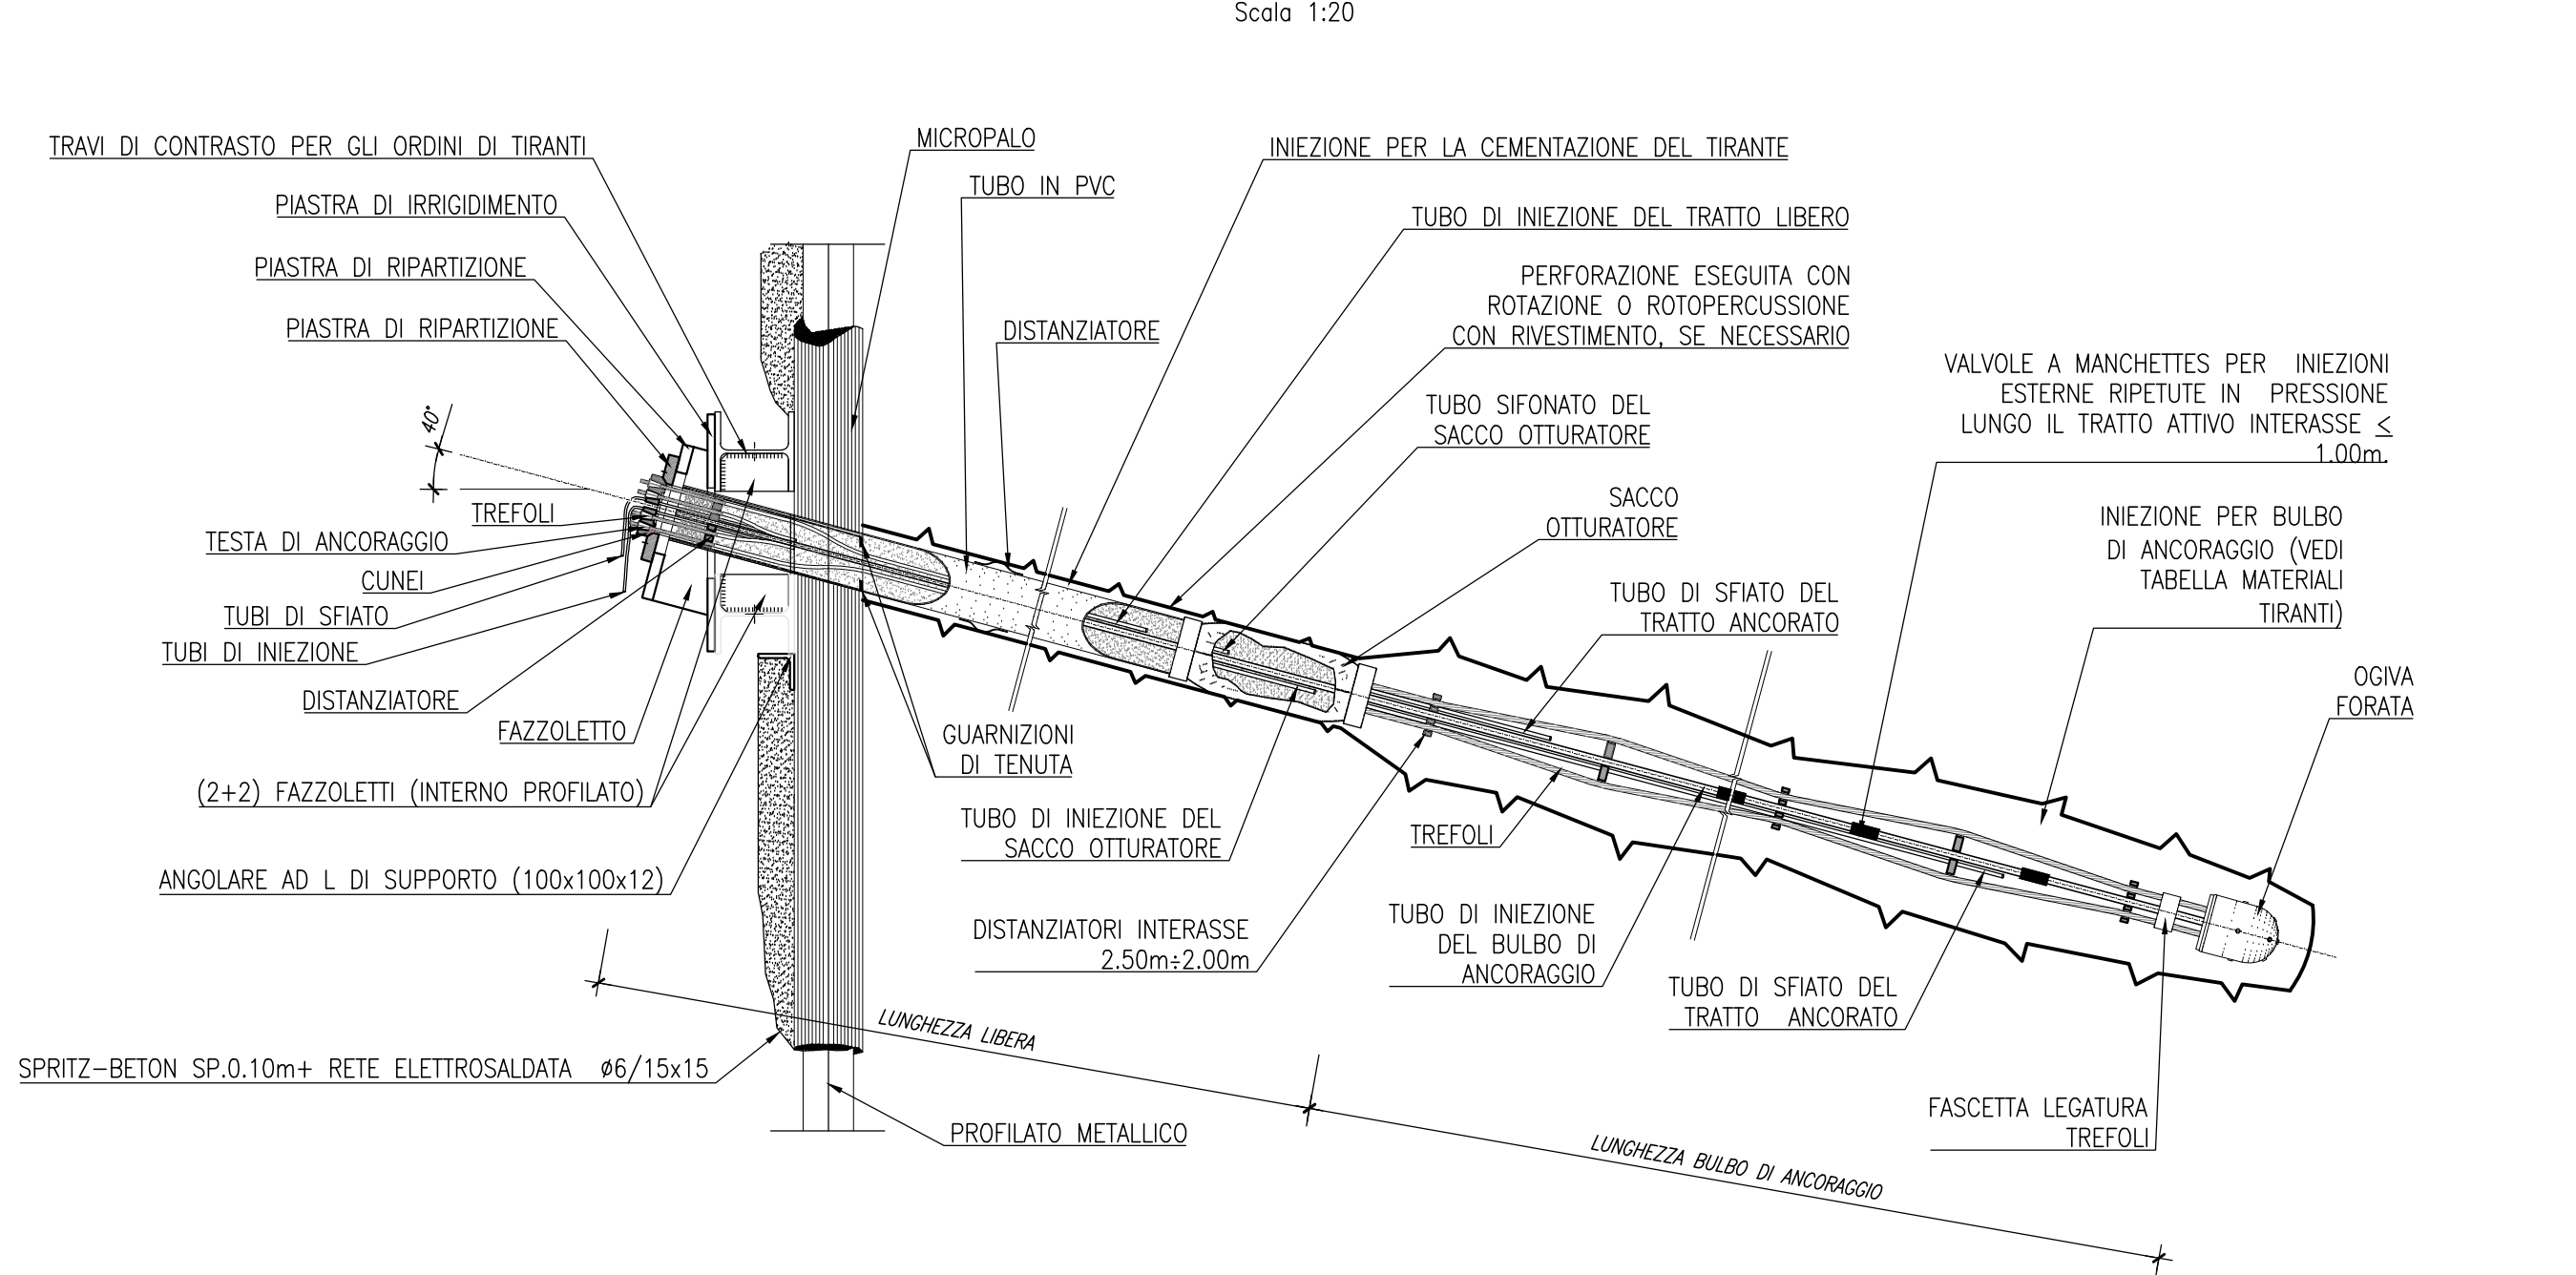 Scala 1:20
TRAVI DI CONTRASTO PER GLI ORDINI DI TIRANTI
PIASTRA DI IRRIGIDIMENTO
PIASTRA DI RIPARTIZIONE
PIASTRA DI RIPARTIZIONE
40°
TREFOLI
TESTA DI ANCORAGGIO
CUNEI
TUBI DI SFIATO
TUBI DI INIEZIONE
DISTANZIATORE
FAZZOLETTO
(2+2) FAZZOLETTI (INTERNO PROFILATO)
ANGOLARE AD L DI SUPPORTO (100x100x12)
SPRITZ-BETON SP.0.10m+ RETE ELETTROSALDATA ø6/15x15
MICROPALO
TUBO IN PVC
DISTANZIATORE
INIEZIONE PER LA CEMENTAZIONE DEL TIRANTE
TUBO DI INIEZIONE DEL TRATTO LIBERO
PERFORAZIONE ESEGUITA CON
ROTAZIONE O ROTOPERCUSSIONE
CON RIVESTIMENTO, SE NECESSARIO
TUBO SIFONATO DEL
SACCO OTTURATORE
SACCO
OTTURATORE
TUBO DI SFIATO DEL
TRATTO ANCORATO
VALVOLE A MANCHETTES PER INIEZIONI
ESTERNE RIPETUTE IN PRESSIONE
LUNGO IL TRATTO ATTIVO INTERASSE ≤
1.00m.
INIEZIONE PER BULBO
DI ANCORAGGIO (VEDI
TABELLA MATERIALI
TIRANTI)
OGIVA
FORATA
GUARNIZIONI
DI TENUTA
TUBO DI INIEZIONE DEL
SACCO OTTURATORE
DISTANZIATORI INTERASSE
2.50m÷2.00m
TREFOLI
TUBO DI INIEZIONE
DEL BULBO DI
ANCORAGGIO
TUBO DI SFIATO DEL
TRATTO ANCORATO
FASCETTA LEGATURA
TREFOLI
LUNGHEZZA LIBERA
PROFILATO METALLICO
LUNGHEZZA BULBO DI ANCORAGGIO